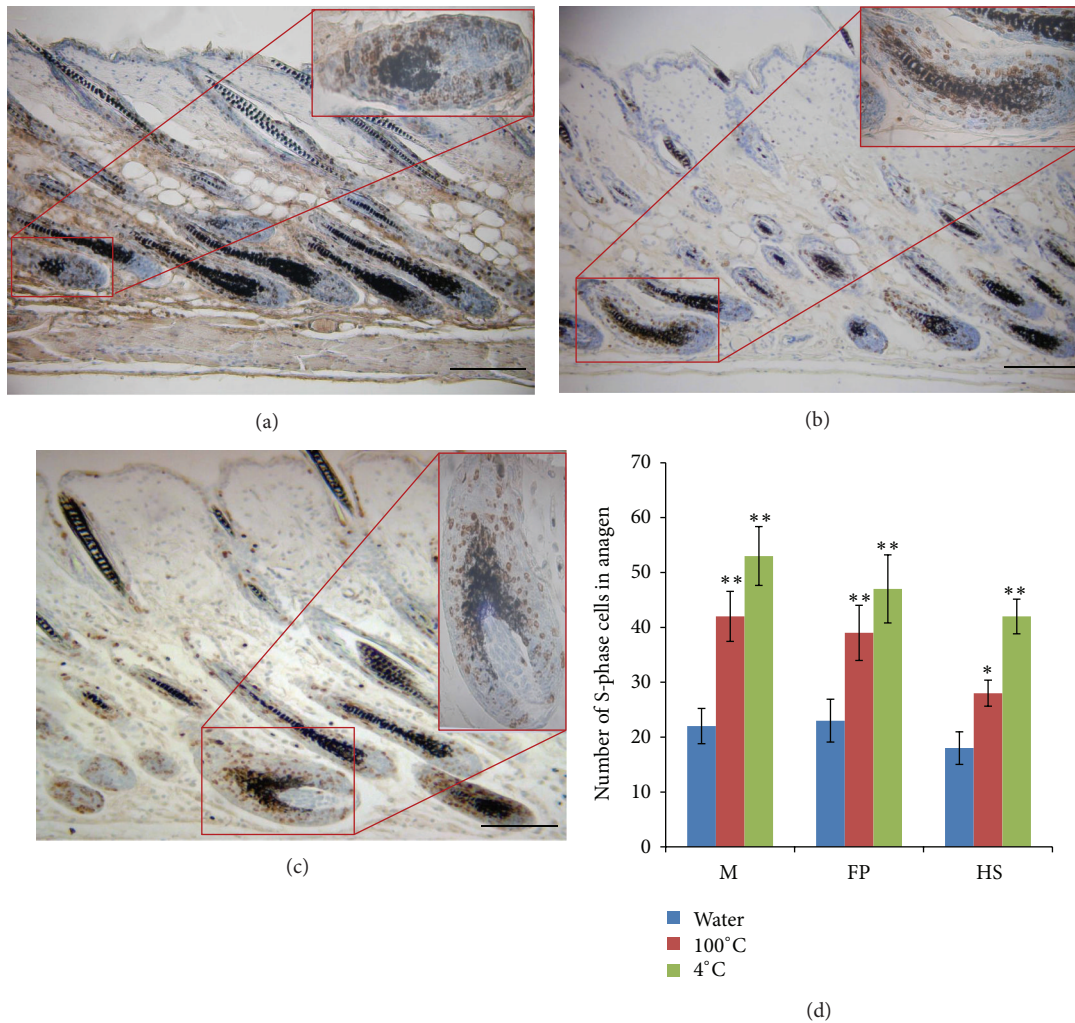 (a)
(b)
(c)
Number of S-phase cells in anagen
70
60
50
40
30
20
10
0
** ** ** ** * **
M FP HS
Water
100°C
4°C
(d)